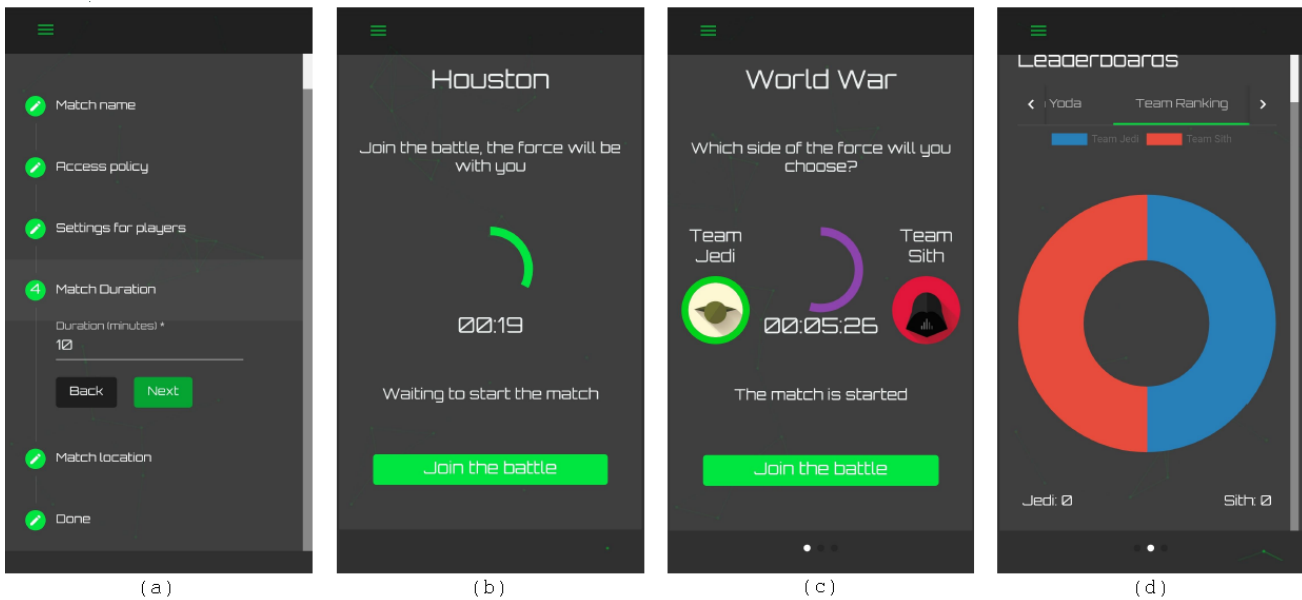 Match name
Access policy
Settings for players
4 Match Duration
Duration (minutes) *
10
Back Next
Match location
Done
(a)
Houston
Join the battle, the force will be
with you
00:19
Waiting to start the match
Join the battle
(b)
World War
Which side of the force will you
choose?
Team
Jedi
Team
Sith
00:05:26
The match is started
Join the battle
(c)
Leaderboards
Yoda Team Ranking
Team Jedi Team Sith
Jedi: 0 Sith: 0
(d)